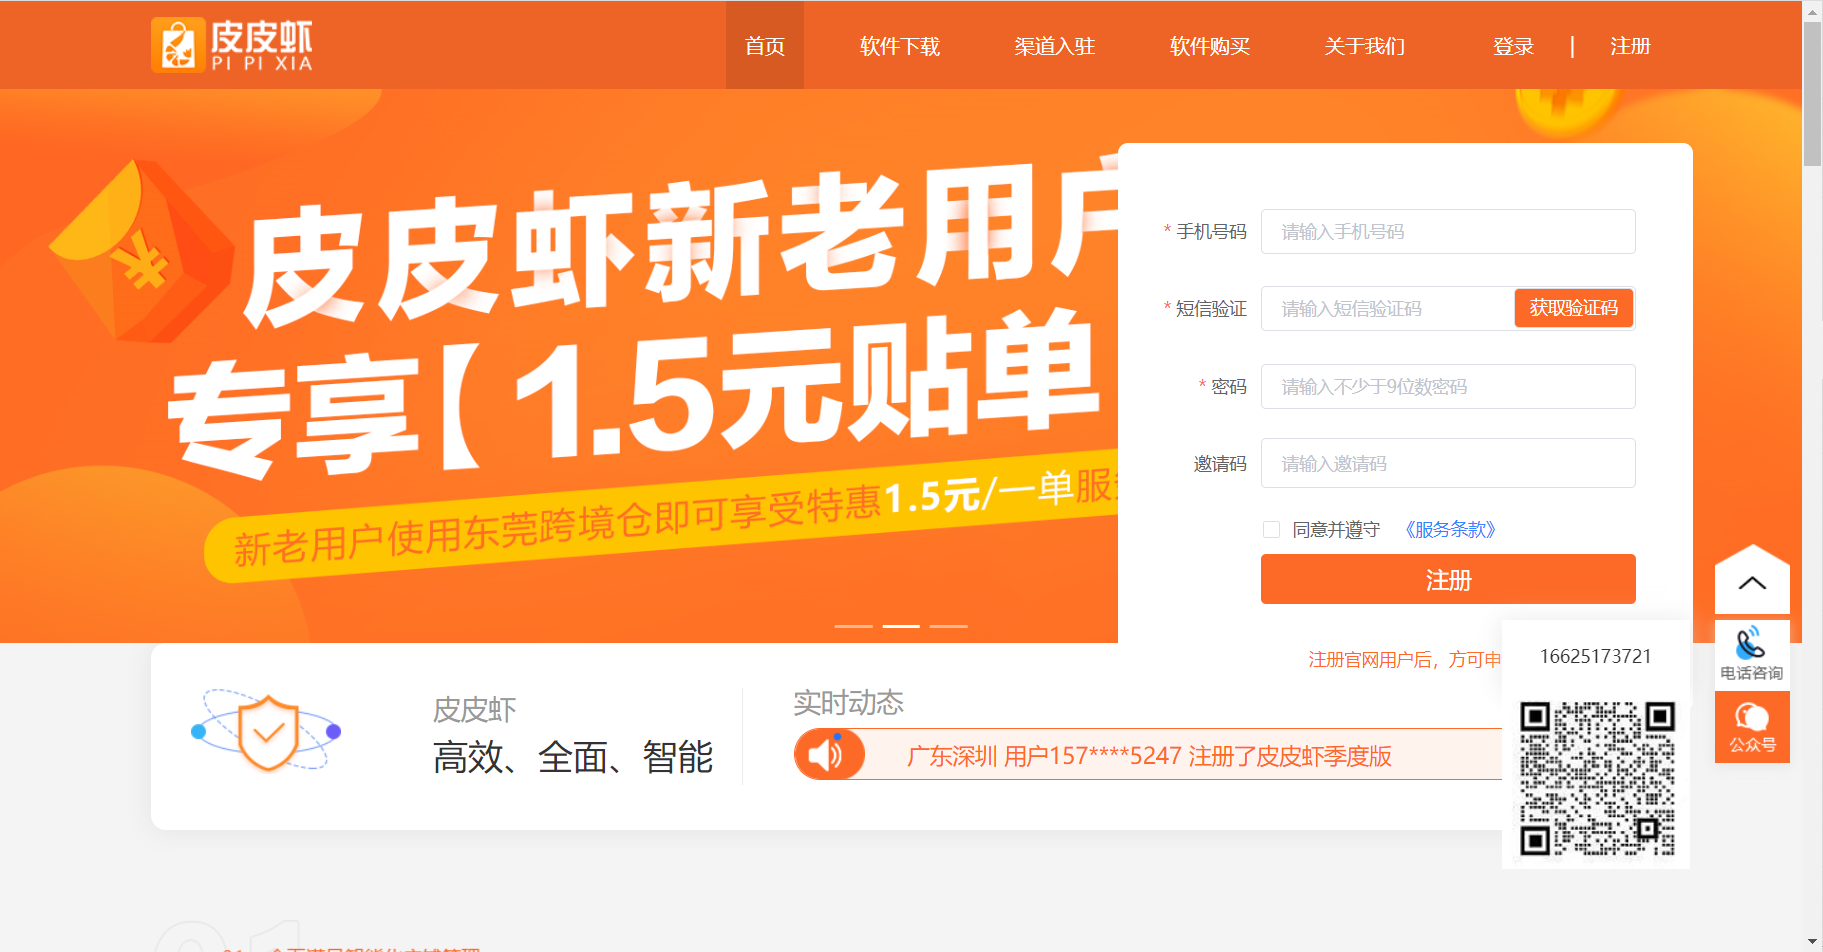 皮皮虾
PI PI XIA
首页
软件下载
渠道入驻
软件购买
关于我们
登录
|
注册
皮皮虾新老用户
专享【1.5元贴单
新老用户使用东莞跨境仓即可享受特惠1.5元/一单服
* 手机号码
请输入手机号码
* 短信验证
请输入短信验证码
获取验证码
* 密码
请输入不少于9位数密码
邀请码
请输入邀请码
同意并遵守 《服务条款》
注册
注册官网用户后，方可申
16625173721
电话咨询
公众号
皮皮虾
高效、全面、智能
实时动态
广东深圳 用户157****5247 注册了皮皮虾季度版
01